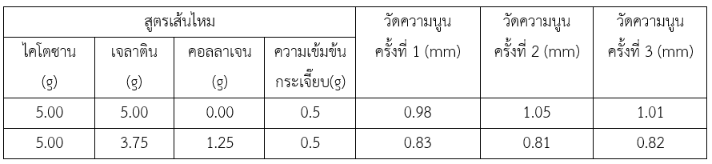 สูตรเส้นไหม วัดความนูน วัดความนูน วัดความนูน
ไคโตซาน เจลาติน คอลลาเจน ความเข้มข้น ครั้งที่ 1 (mm) ครั้งที่ 2 (mm) ครั้งที่ 3 (mm)
(g) (g) (g) กระเจี๊ยบ(g)
5.00 5.00 0.00 0.5 0.98 1.05 1.01
5.00 3.75 1.25 0.5 0.83 0.81 0.82